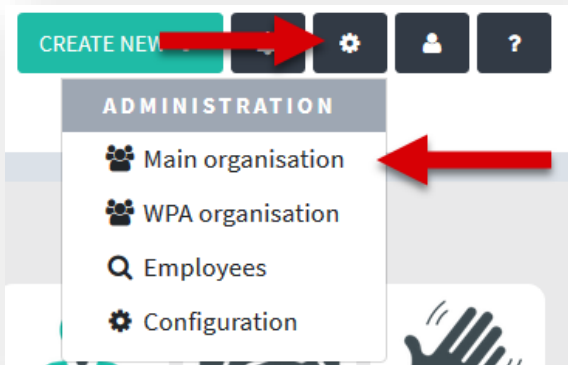 CREATE NEW
?
ADMINISTRATION
Main organisation
WPA organisation
Employees
Configuration